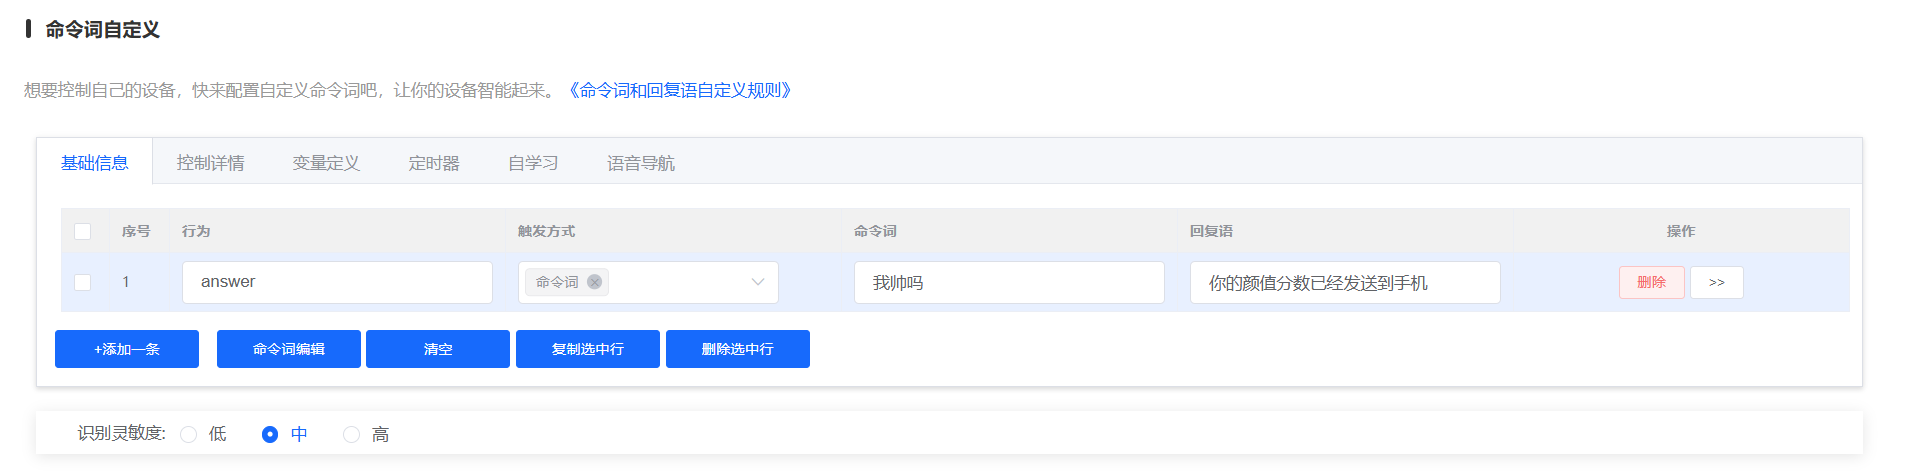 命令词自定义
想要控制自己的设备，快来配置自定义命令词吧，让你的设备智能起来。《命令词和回复语自定义规则》
基础信息 控制详情 变量定义 定时器 自学习 语音导航
序号 行为 触发方式 命令词 回复语 操作
1 answer 命令词 我帅吗 你的颜值分数已经发送到手机 删除 >>
+添加一条 命令词编辑 清空 复制选中行 删除选中行
识别灵敏度: 低 中 高